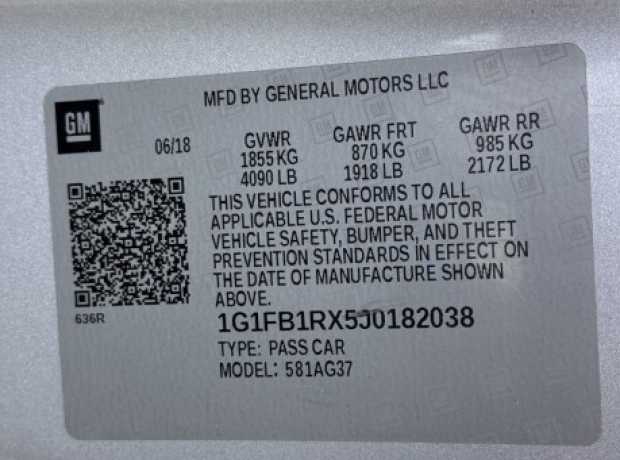 MFD BY GENERAL MOTORS LLC
GM
06/18
GVWR GAWR FRT GAWR RR
1855 KG 870 KG 985 KG
4090 LB 1918 LB 2172 LB
THIS VEHICLE CONFORMS TO ALL
APPLICABLE U.S. FEDERAL MOTOR
VEHICLE SAFETY, BUMPER, AND THEFT
PREVENTION STANDARDS IN EFFECT ON
THE DATE OF MANUFACTURE SHOWN
ABOVE.
636R
1G1FB1RX5J0182038
TYPE: PASS CAR
MODEL: 581AG37